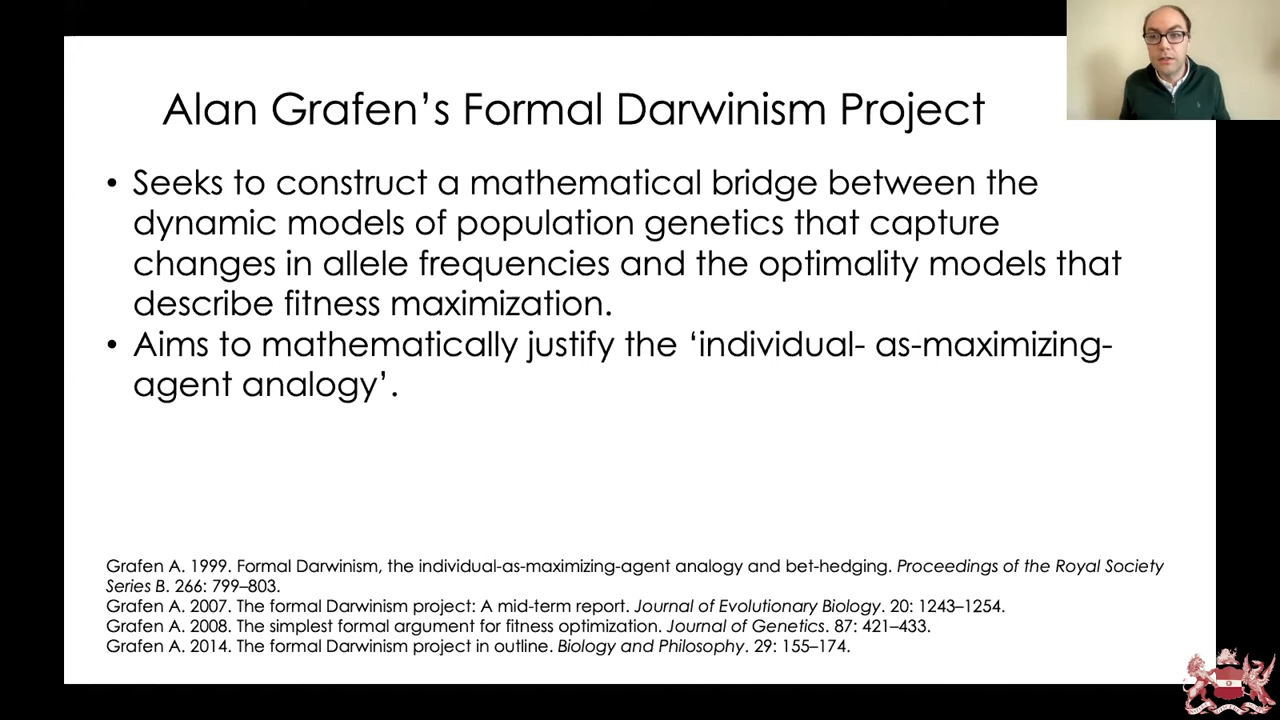 Alan Grafen’s Formal Darwinism Project
• Seeks to construct a mathematical bridge between the
dynamic models of population genetics that capture
changes in allele frequencies and the optimality models that
describe fitness maximization.
• Aims to mathematically justify the ‘individual- as-maximizing-
agent analogy’.
Grafen A. 1999. Formal Darwinism, the individual-as-maximizing-agent analogy and bet-hedging. Proceedings of the Royal Society
Series B. 266: 799–803.
Grafen A. 2007. The formal Darwinism project: A mid-term report. Journal of Evolutionary Biology. 20: 1243–1254.
Grafen A. 2008. The simplest formal argument for fitness optimization. Journal of Genetics. 87: 421–433.
Grafen A. 2014. The formal Darwinism project in outline. Biology and Philosophy. 29: 155–174.